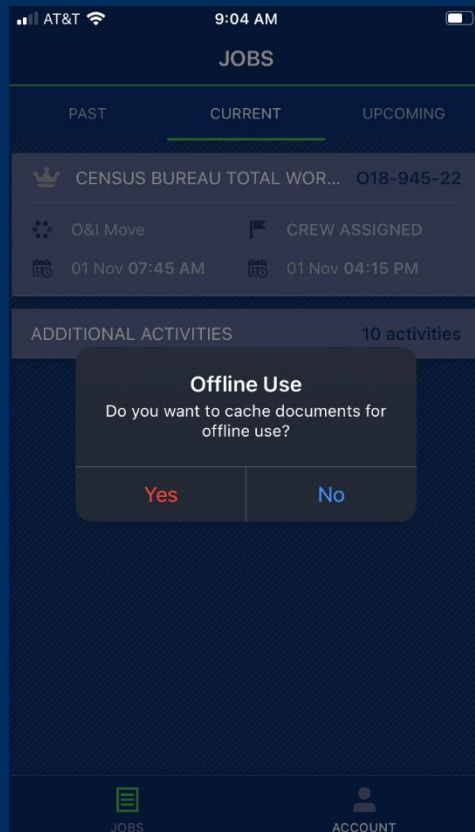 AT&T 9:04 AM
JOBS
PAST CURRENT UPCOMING
CENSUS BUREAU TOTAL WOR... O18-945-22
O&I Move CREW ASSIGNED
01 Nov 07:45 AM 01 Nov 04:15 PM
ADDITIONAL ACTIVITIES 10 activities
Offline Use
Do you want to cache documents for
offline use?
Yes No
JOBS ACCOUNT